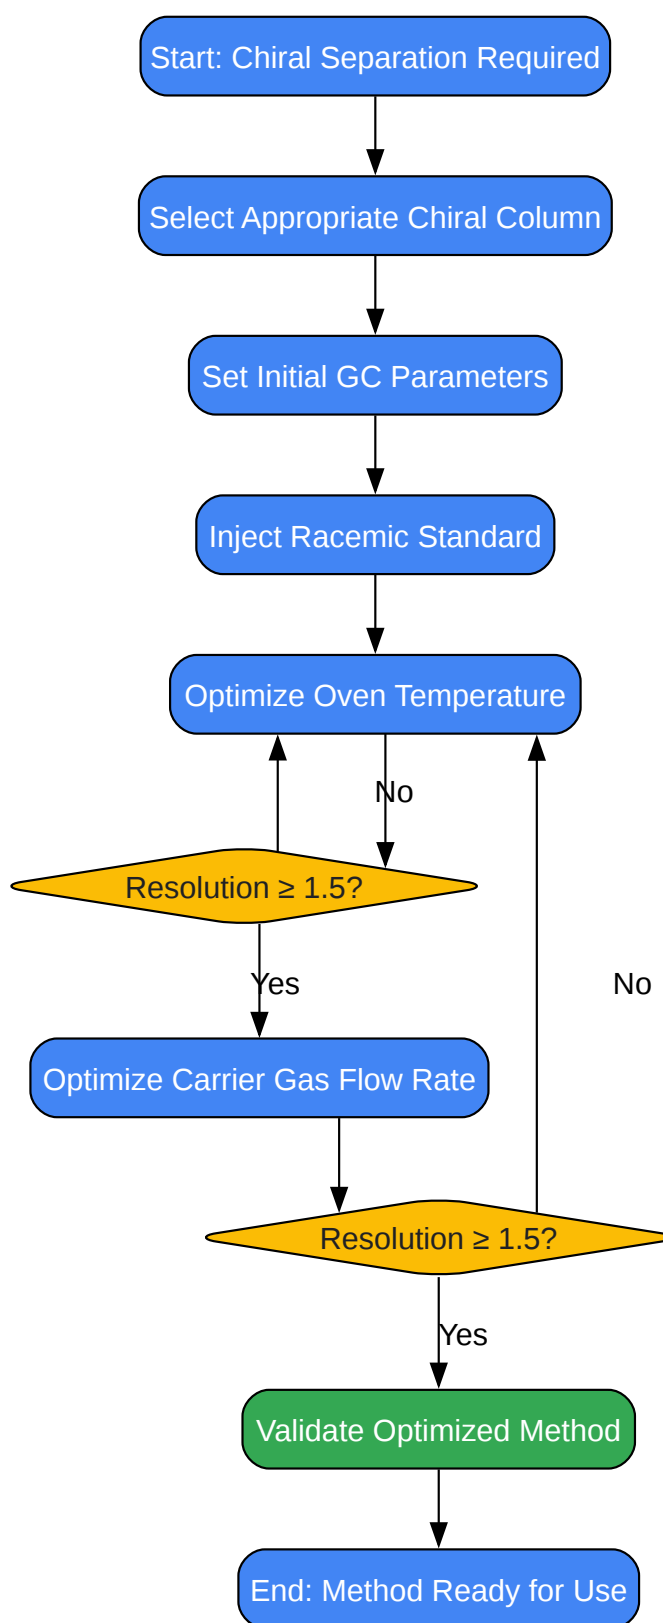 Start: Chiral Separation Required
Select Appropriate Chiral Column
Set Initial GC Parameters
Inject Racemic Standard
Optimize Oven Temperature
No
Resolution ≥ 1.5?
Yes
No
Optimize Carrier Gas Flow Rate
Resolution ≥ 1.5?
Yes
Validate Optimized Method
End: Method Ready for Use